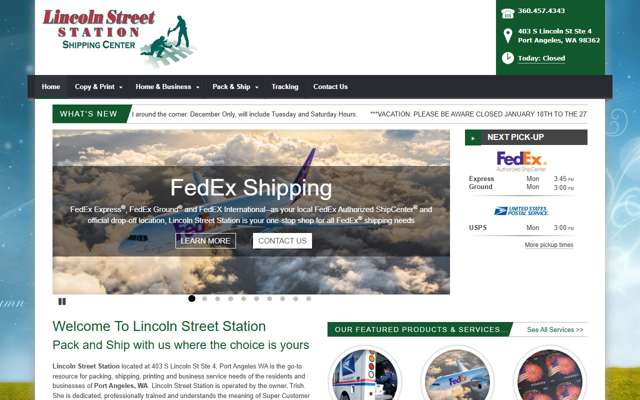 Lincoln Street
STATION
SHIPPING CENTER
360.457.4343
403 S Lincoln St Ste 4
Port Angeles, WA 98362
Today: Closed
Home Copy & Print Home & Business Pack & Ship Tracking Contact Us
WHAT'S NEW
l around the corner. December Only, will include Tuesday and Saturday Hours. ***VACATION. PLEASE BE AWARE CLOSED JANUARY 18TH TO THE 27
FedEx Shipping
FedEx Express®, FedEx Ground® and FedEX International--as your local FedEx Authorized ShipCenter® and
official drop-off location, Lincoln Street Station is your one-stop shop for all FedEx® shipping needs
LEARN MORE CONTACT US
NEXT PICK-UP
FedEx
Authorized ShipCenter
Express Mon 3:45 PM
Ground Mon 3:00 PM
UNITED STATES
POSTAL SERVICE
USPS Mon 3:00 PM
More pickup times
Welcome To Lincoln Street Station
Pack and Ship with us where the choice is yours
Lincoln Street Station located at 403 S Lincoln St Ste 4, Port Angeles WA is the go-to
resource for packing, shipping, printing and business service needs of the residents and
businesses of Port Angeles, WA Lincoln Street Station is operated by the owner, Trish.
She is dedicated, professionally trained and understands the meaning of Super Customer
OUR FEATURED PRODUCTS & SERVICES...
See All Services >>